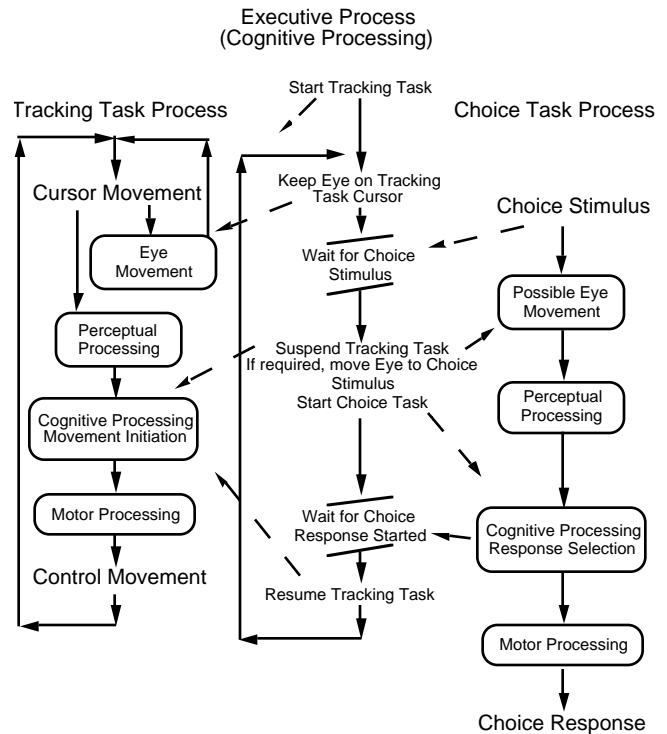 Executive Process
(Cognitive Processing)
Start Tracking Task
Tracking Task Process
Choice Task Process
Cursor Movement
Keep Eye on Tracking
Task Cursor
Choice Stimulus
Eye
Movement
Wait for Choice
Stimulus
Possible Eye
Movement
Perceptual
Processing
Suspend Tracking Task
If required, move Eye to Choice
Stimulus
Start Choice Task
Perceptual
Processing
Cognitive Processing
Movement Initiation
Motor Processing
Wait for Choice
Response Started
Cognitive Processing
Response Selection
Control Movement
Resume Tracking Task
Motor Processing
Choice Response